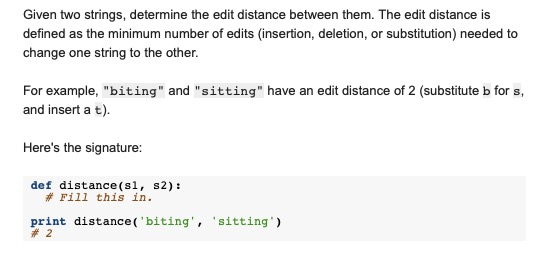 Given two strings, determine the edit distance between them. The edit distance is
defined as the minimum number of edits (insertion, deletion, or substitution) needed to
change one string to the other.
For example, "biting" and "sitting" have an edit distance of 2 (substitute b for s,
and insert a t).
Here's the signature:
def distance(s1, s2):
  # Fill this in.
print distance('biting', 'sitting')
# 2